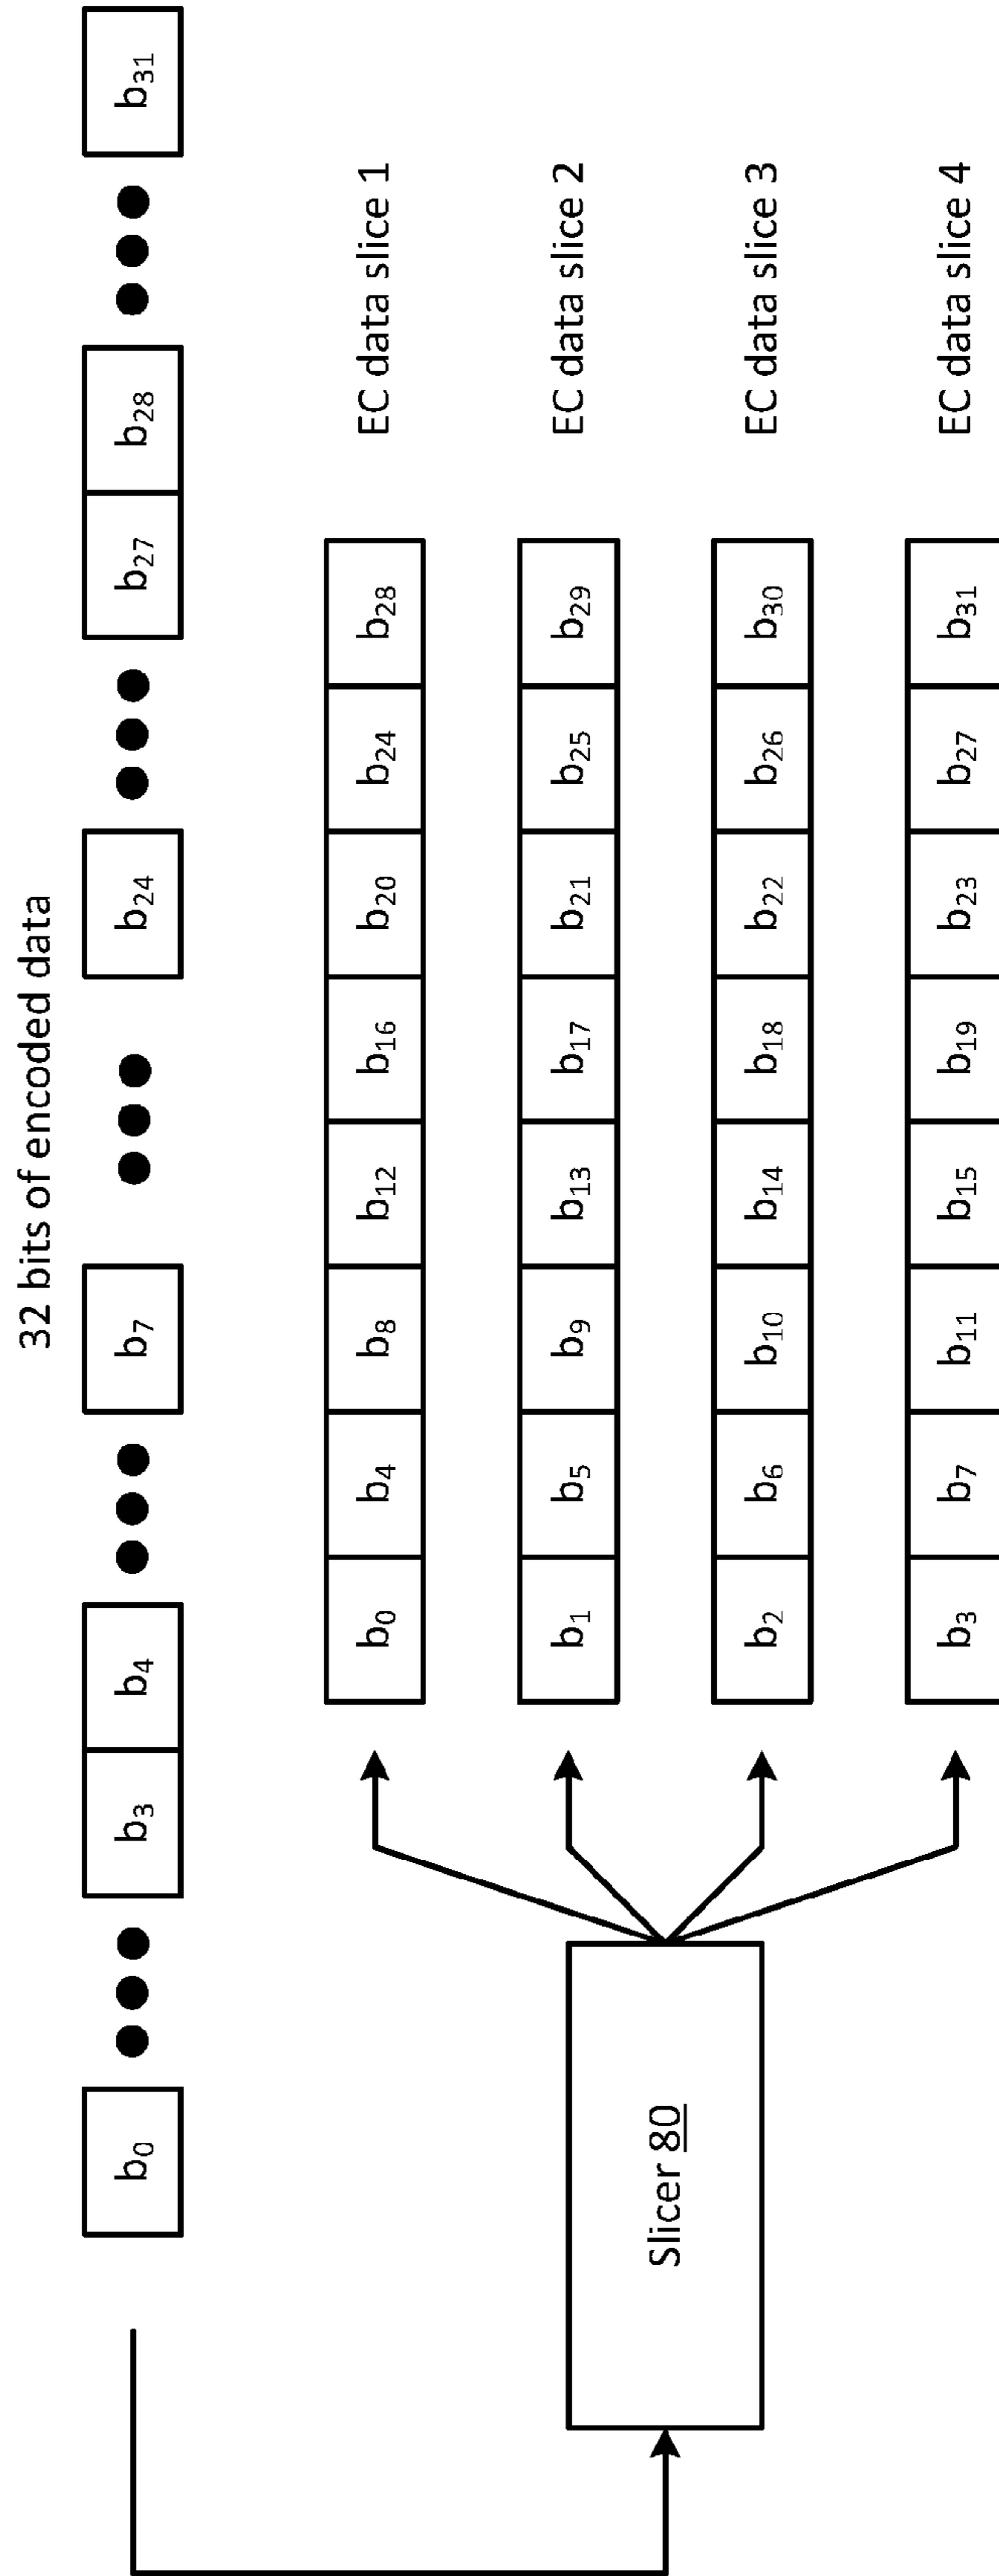 32 bits of encoded data
b0 b3 b4 b7 b24 b27 b28 b31
b0 b4 b8 b12 b16 b20 b24 b28 EC data slice 1
b1 b5 b9 b13 b17 b21 b25 b29 EC data slice 2
Slicer 80
b2 b6 b10 b14 b18 b22 b26 b30 EC data slice 3
b3 b7 b11 b15 b19 b23 b27 b31 EC data slice 4